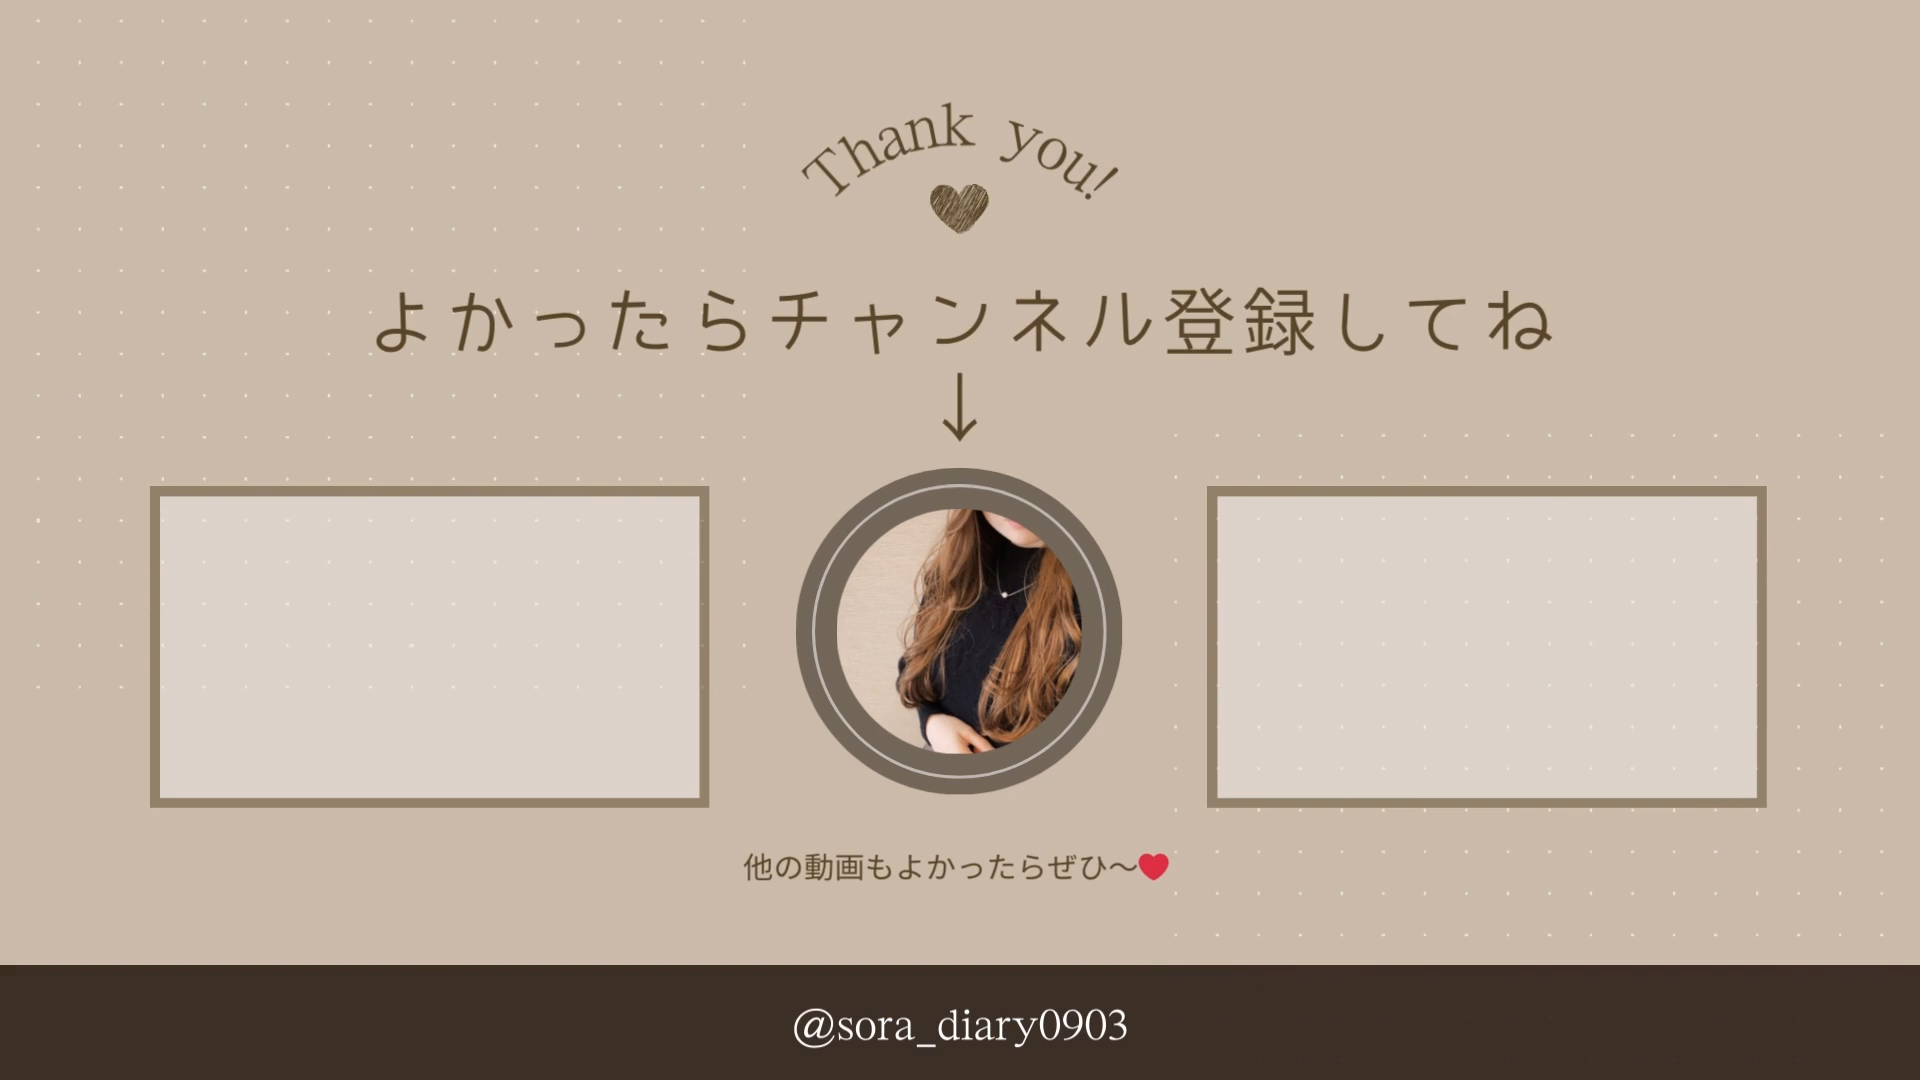 Thank you!
よかったらチャンネル登録してね
↓
他の動画もよかったらぜひ〜❤
@sora_diary0903